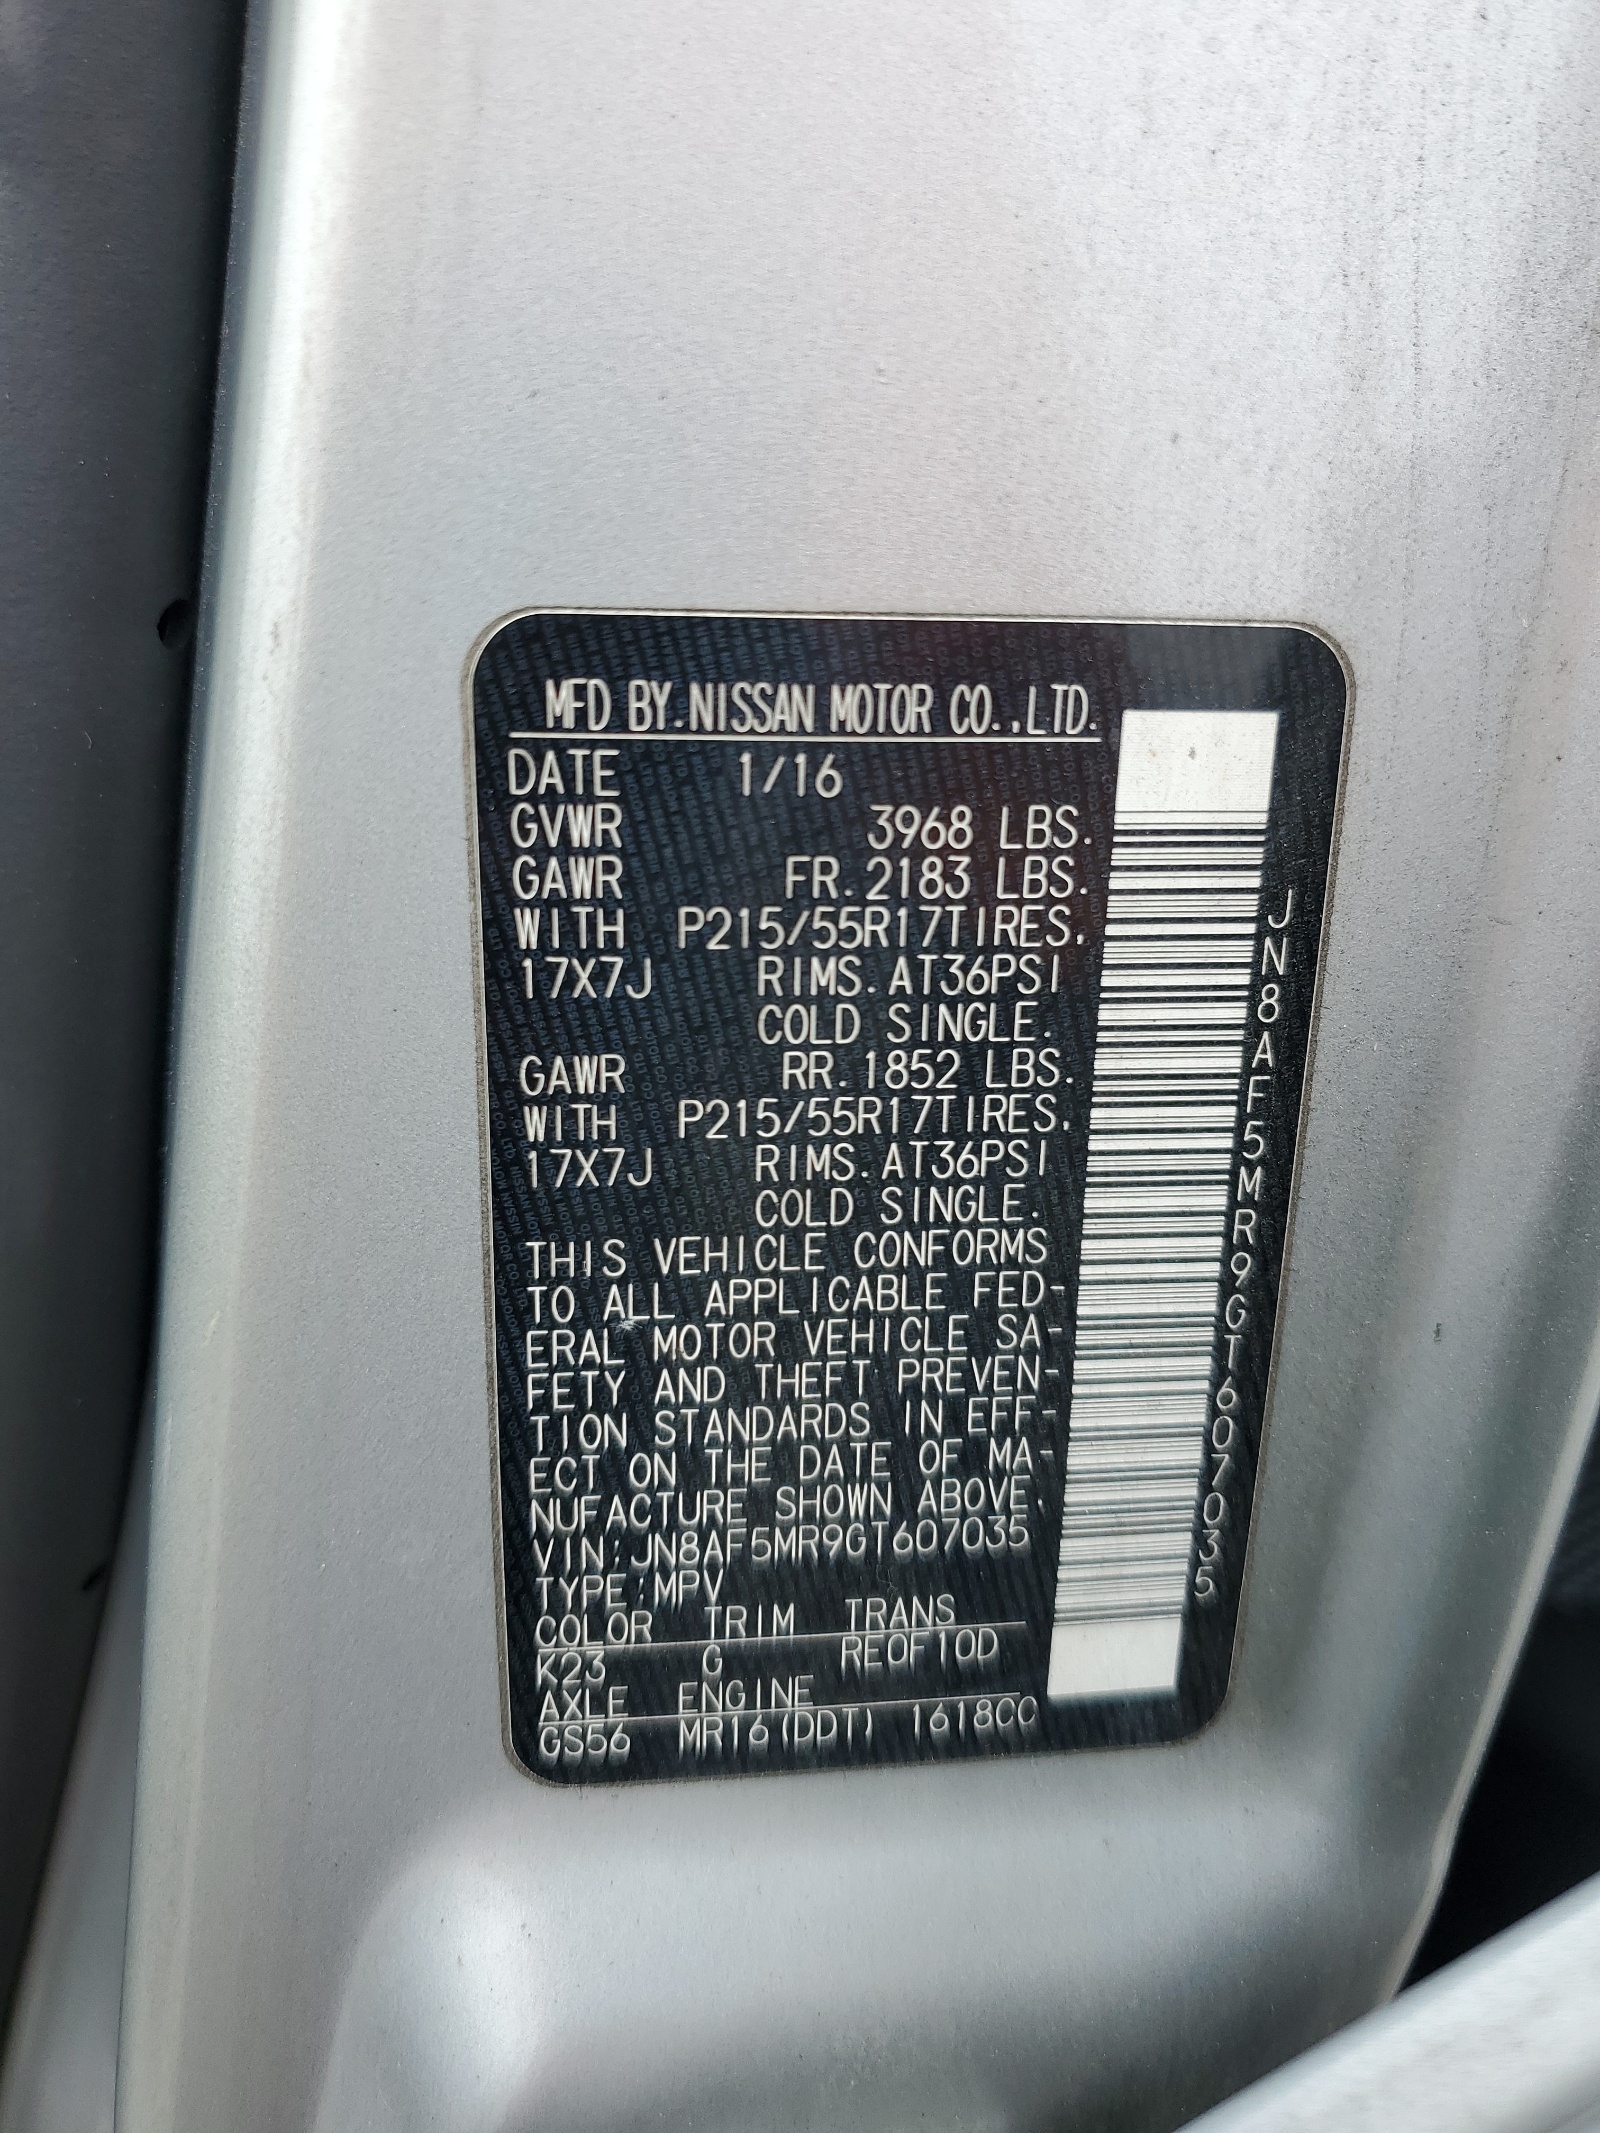 MFD BY.NISSAN MOTOR CO.,LTD.
DATE 1/16
GVWR 3968 LBS.
GAWR FR.2183 LBS.
WITH P215/55R17TIRES.
17X7J RIMS.AT36PSI
COLD SINGLE.
GAWR RR.1852 LBS.
WITH P215/55R17TIRES.
17X7J RIMS.AT36PSI
COLD SINGLE.
THIS VEHICLE CONFORMS
TO ALL APPLICABLE FED-
ERAL MOTOR VEHICLE SA-
FETY AND THEFT PREVEN-
TION STANDARDS IN EFF-
ECT ON THE DATE OF MA-
NUFACTURE SHOWN ABOVE.
VIN:JN8AF5MR9GT607035
TYPE:MPV
COLOR TRIM TRANS
K23 G RE0F10D
AXLE ENGINE
GS56 MR16(DDT) 1618CC
JN8AF5MR9GT607035